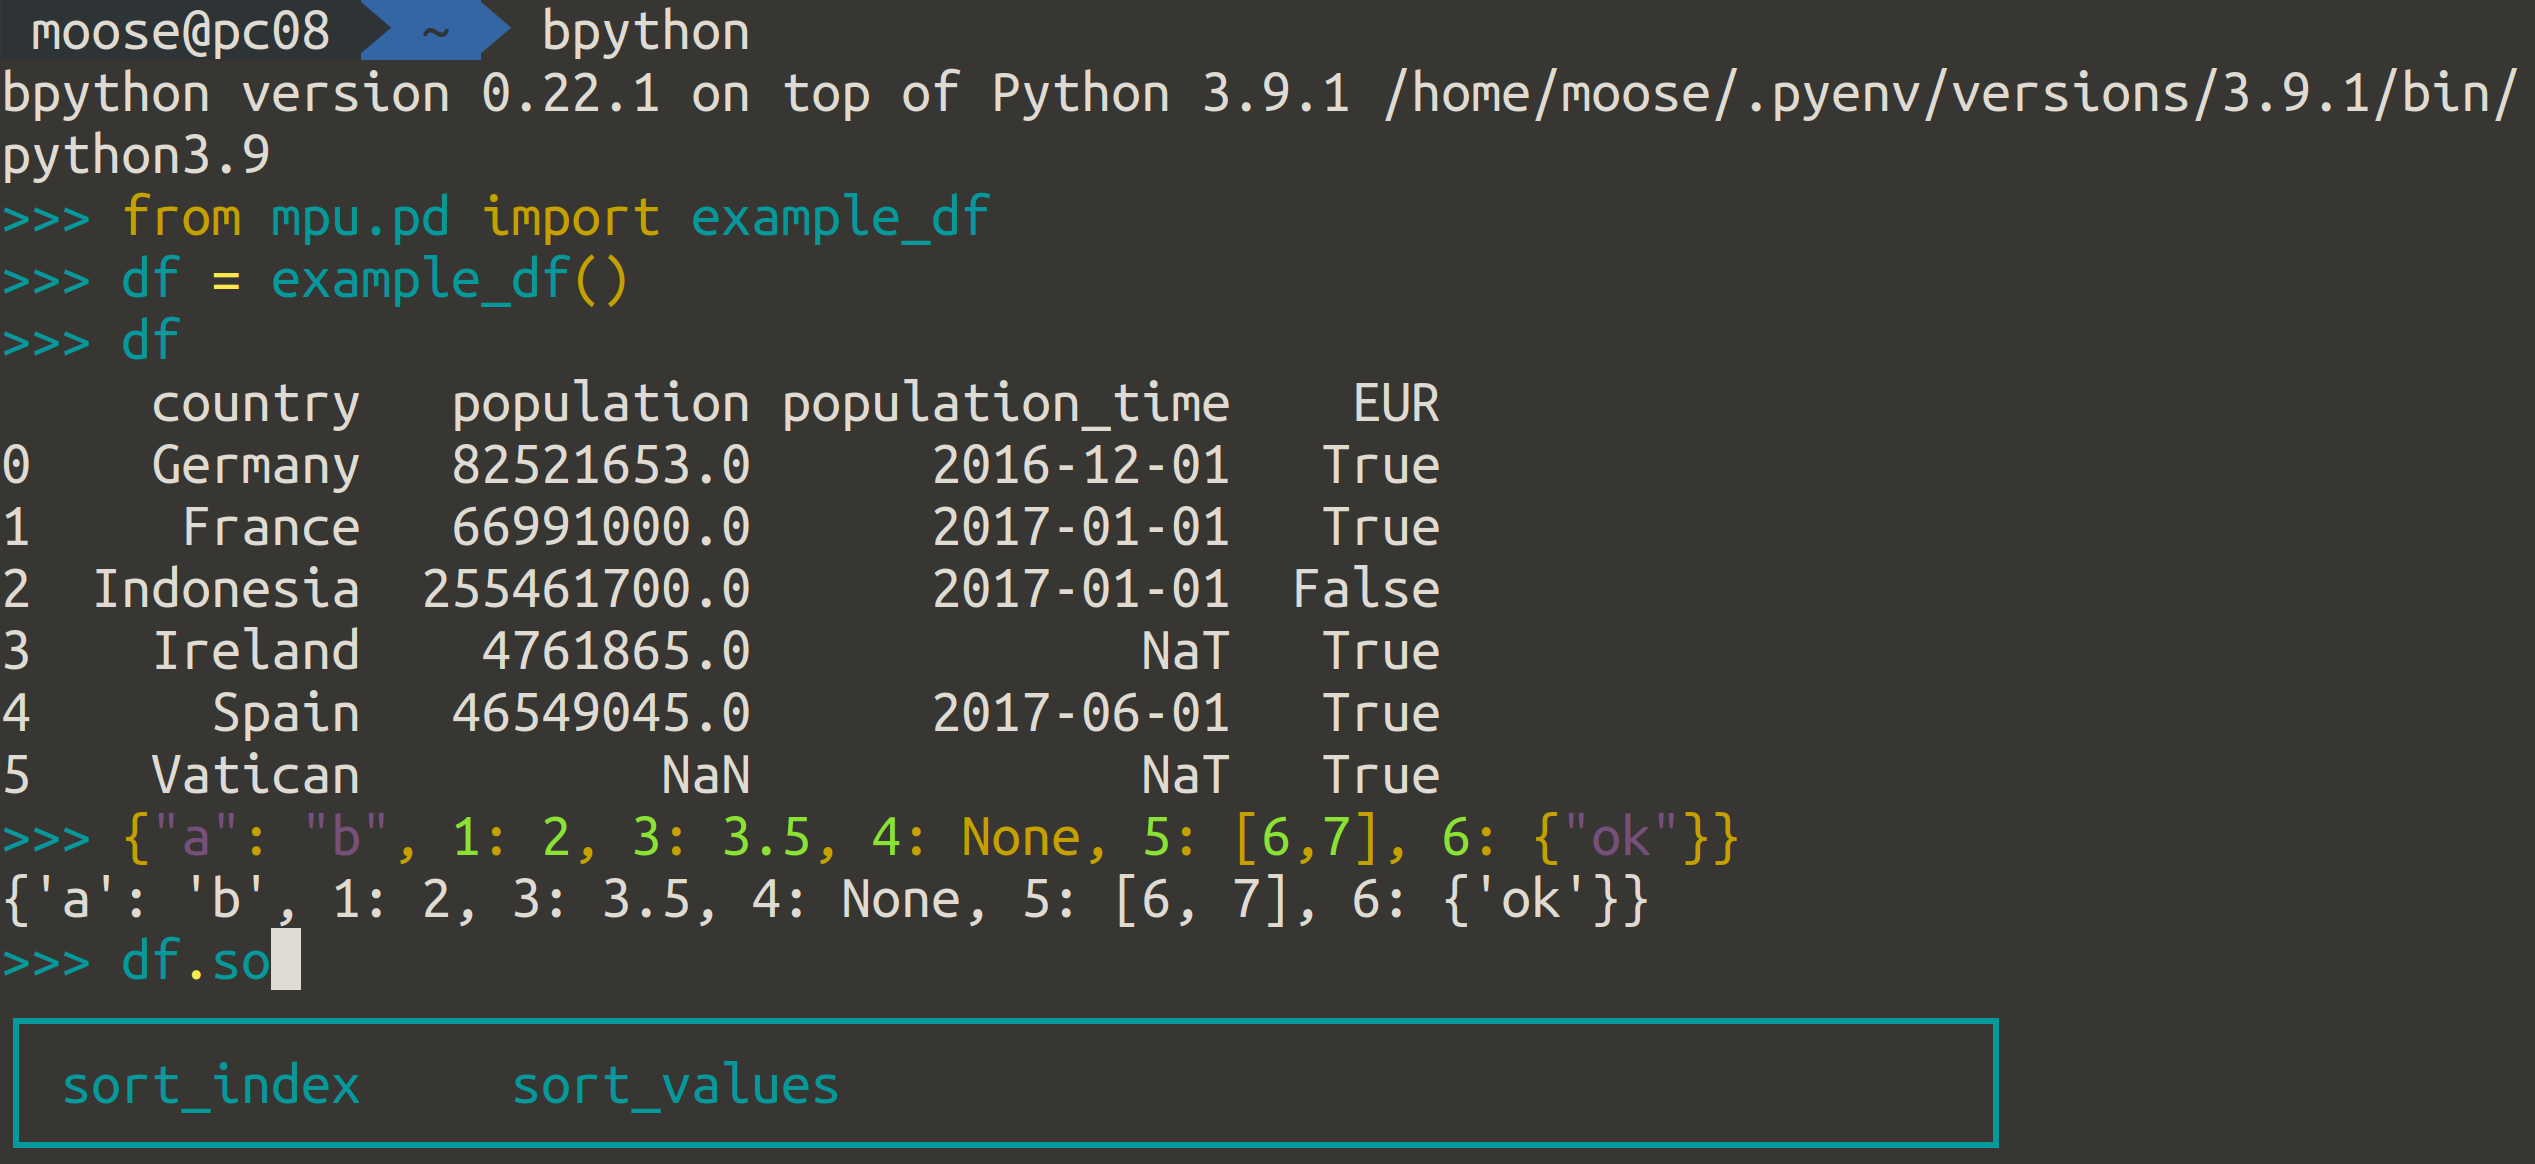 moose@pc08 ~ bpython
bpython version 0.22.1 on top of Python 3.9.1 /home/moose/.pyenv/versions/3.9.1/bin/
python3.9
>>> from mpu.pd import example_df
>>> df = example_df()
>>> df
     country   population population_time    EUR
0    Germany   82521653.0      2016-12-01   True
1     France   66991000.0      2017-01-01   True
2  Indonesia  255461700.0      2017-01-01  False
3    Ireland    4761865.0             NaT   True
4      Spain   46549045.0      2017-06-01   True
5    Vatican          NaN             NaT   True
>>> {"a": "b", 1: 2, 3: 3.5, 4: None, 5: [6,7], 6: {"ok"}}
{'a': 'b', 1: 2, 3: 3.5, 4: None, 5: [6, 7], 6: {'ok'}}
>>> df.so
sort_index     sort_values